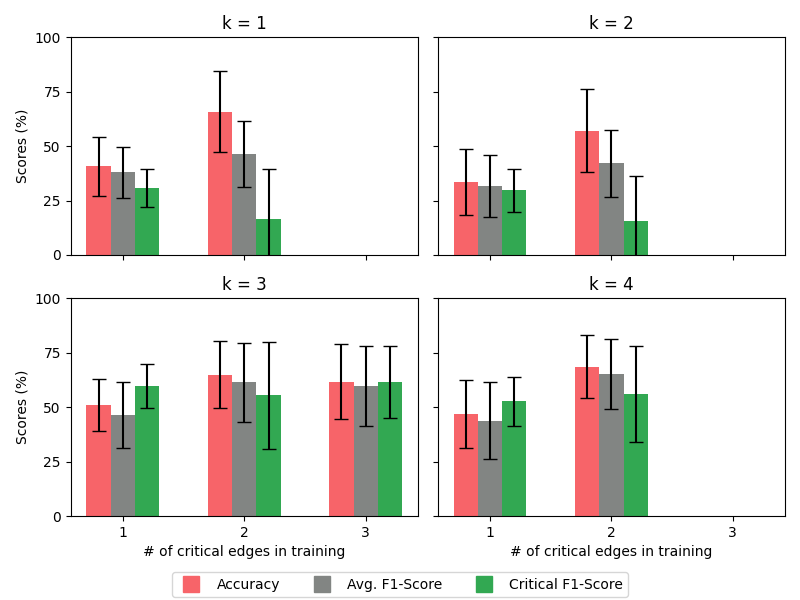 k = 1
k = 2
100
75
50
25
0
Scores (%)
k = 3
k = 4
100
75
50
25
0
Scores (%)
1 2 3
1 2 3
# of critical edges in training
# of critical edges in training
Accuracy Avg. F1-Score Critical F1-Score